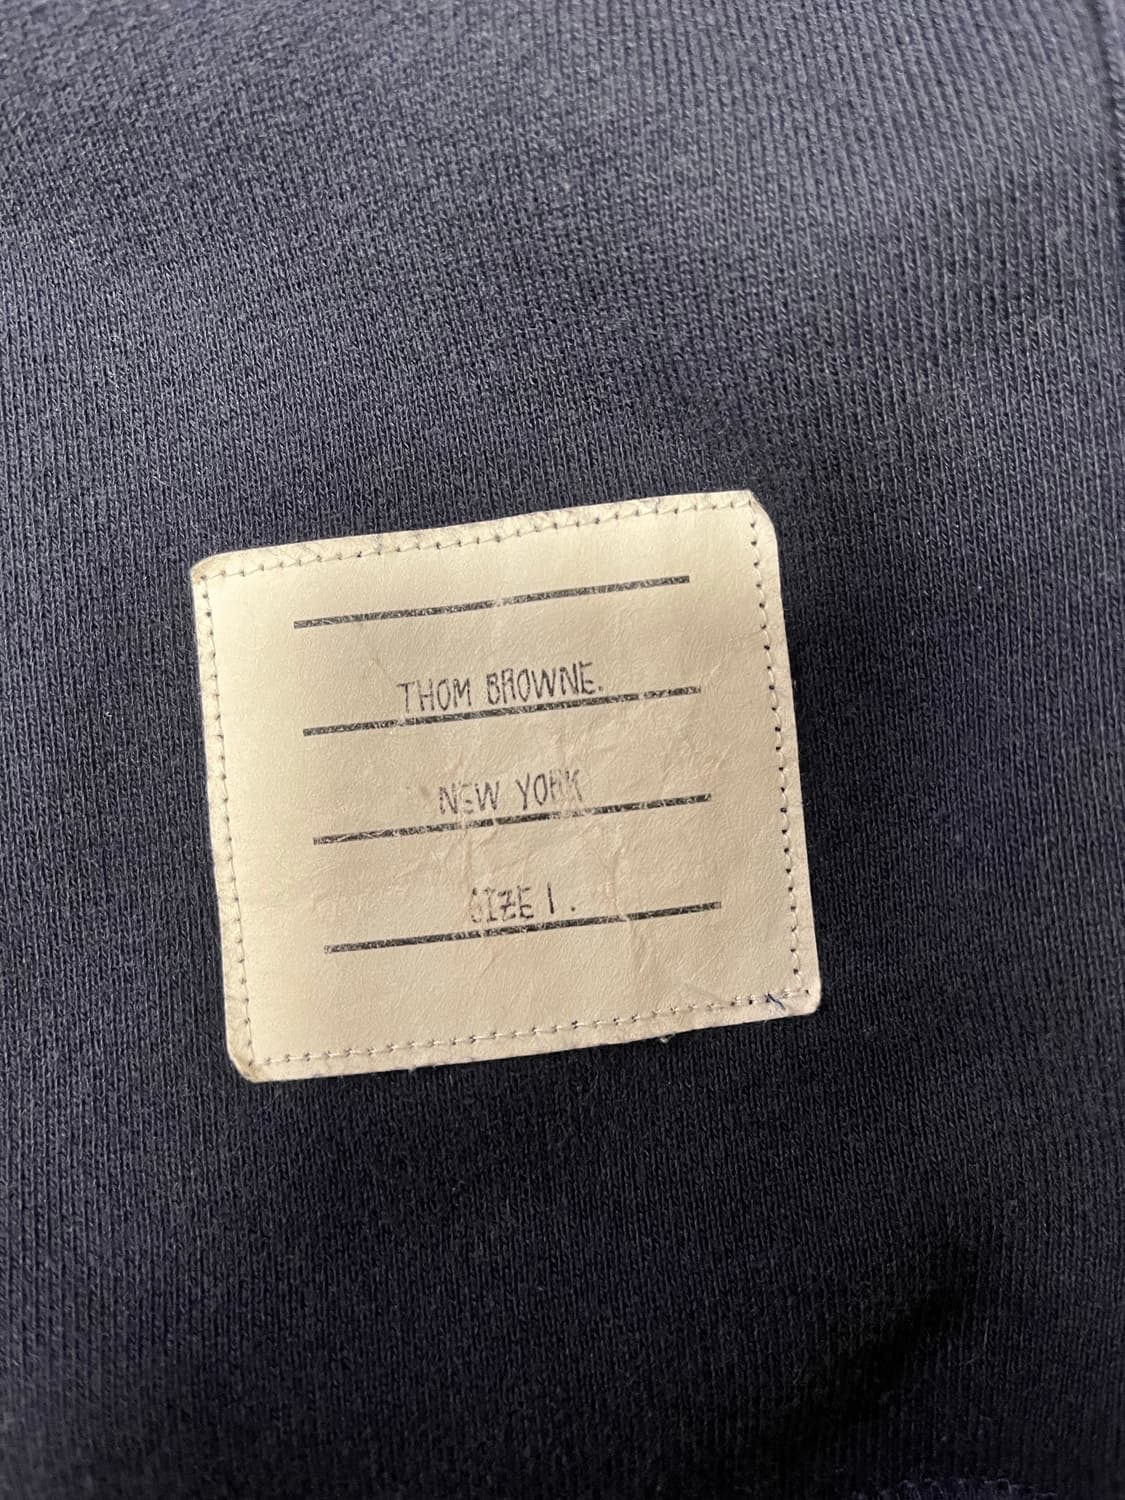 THOM BROWNE.
NEW YORK
SIZE 1.